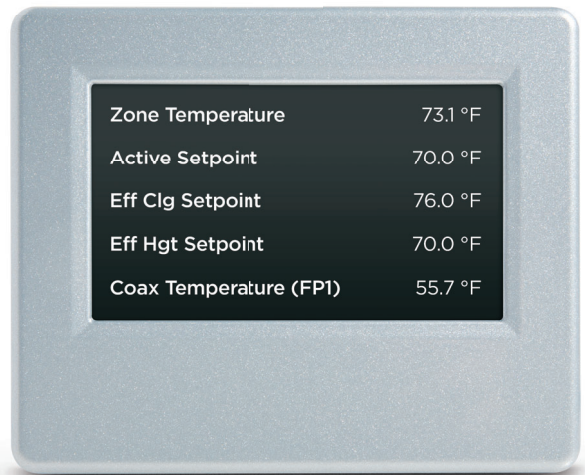 Zone Temperature 73.1 °F
Active Setpoint 70.0 °F
Eff Clg Setpoint 76.0 °F
Eff Hgt Setpoint 70.0 °F
Coax Temperature (FP1) 55.7 °F